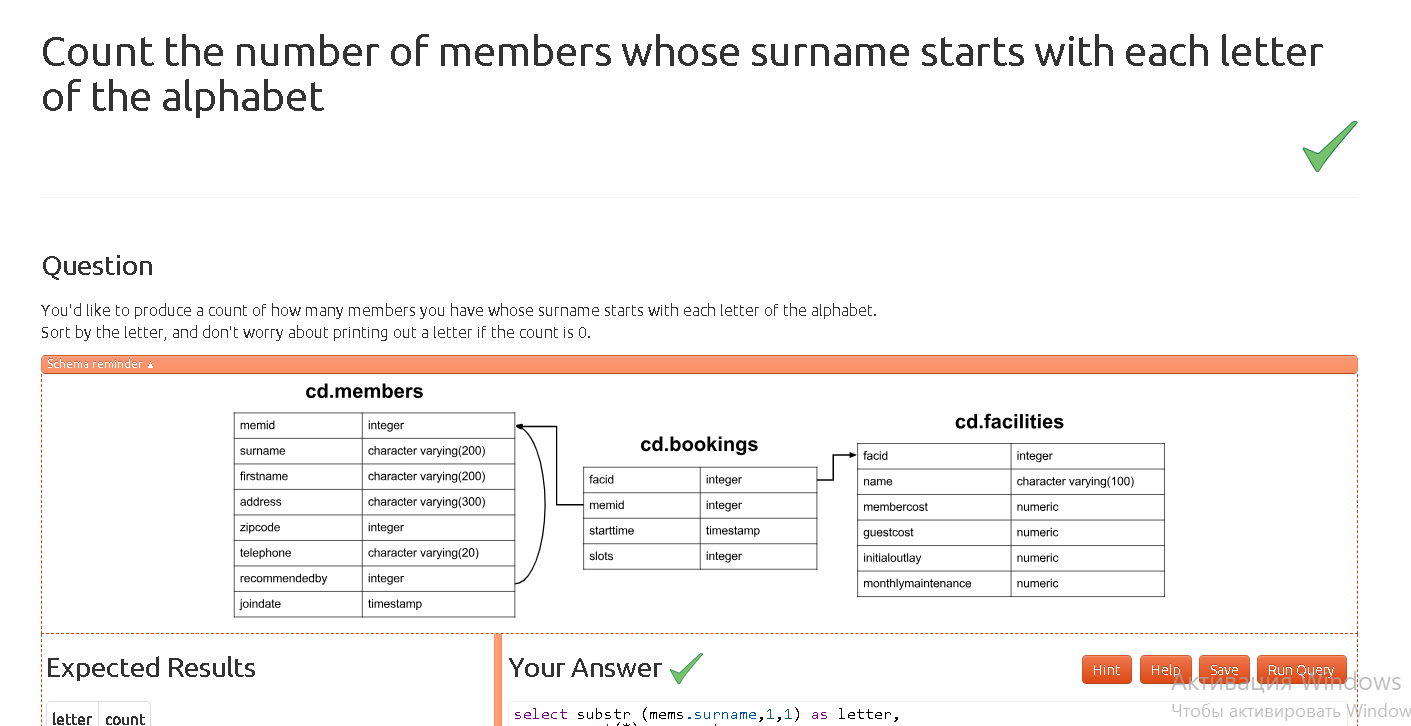 Count the number of members whose surname starts with each letter
of the alphabet
Question
You'd like to produce a count of how many members you have whose surname starts with each letter of the alphabet.
Sort by the letter, and don't worry about printing out a letter if the count is 0.
Schema reminder ▲
cd.members
memid integer
surname character varying(200)
firstname character varying(200)
address character varying(300)
zipcode integer
telephone character varying(20)
recommendedby integer
joindate timestamp
cd.bookings
facid integer
memid integer
starttime timestamp
slots integer
cd.facilities
facid integer
name character varying(100)
membercost numeric
guestcost numeric
initialoutlay numeric
monthlymaintenance numeric
Expected Results
letter count
Your Answer
Hint Help Save Run Query
select substr (mems.surname,1,1) as letter,
Активация Windows
Чтобы активировать Window